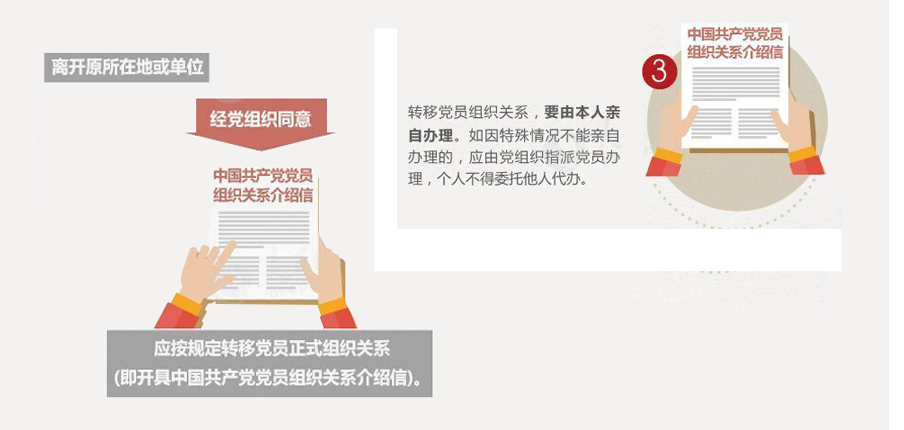 离开原所在地或单位
经党组织同意
中国共产党党员
组织关系介绍信
应按规定转移党员正式组织关系
(即开具中国共产党党员组织关系介绍信)。
转移党员组织关系，要由本人亲
自办理。如因特殊情况不能亲自
办理的，应由党组织指派党员办
理，个人不得委托他人代办。
3
中国共产党党员
组织关系介绍信